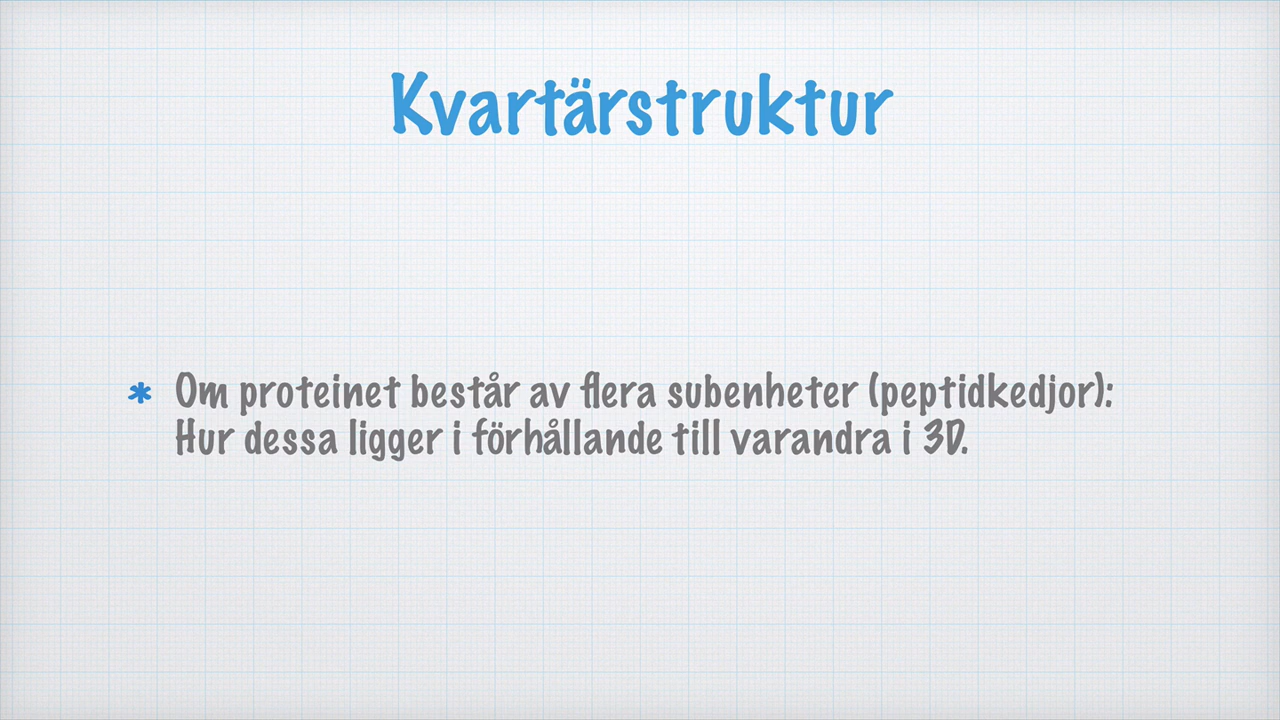 Kvartärstruktur
* Om proteinet består av flera subenheter (peptidkedjor):
Hur dessa ligger i förhållande till varandra i 3D.